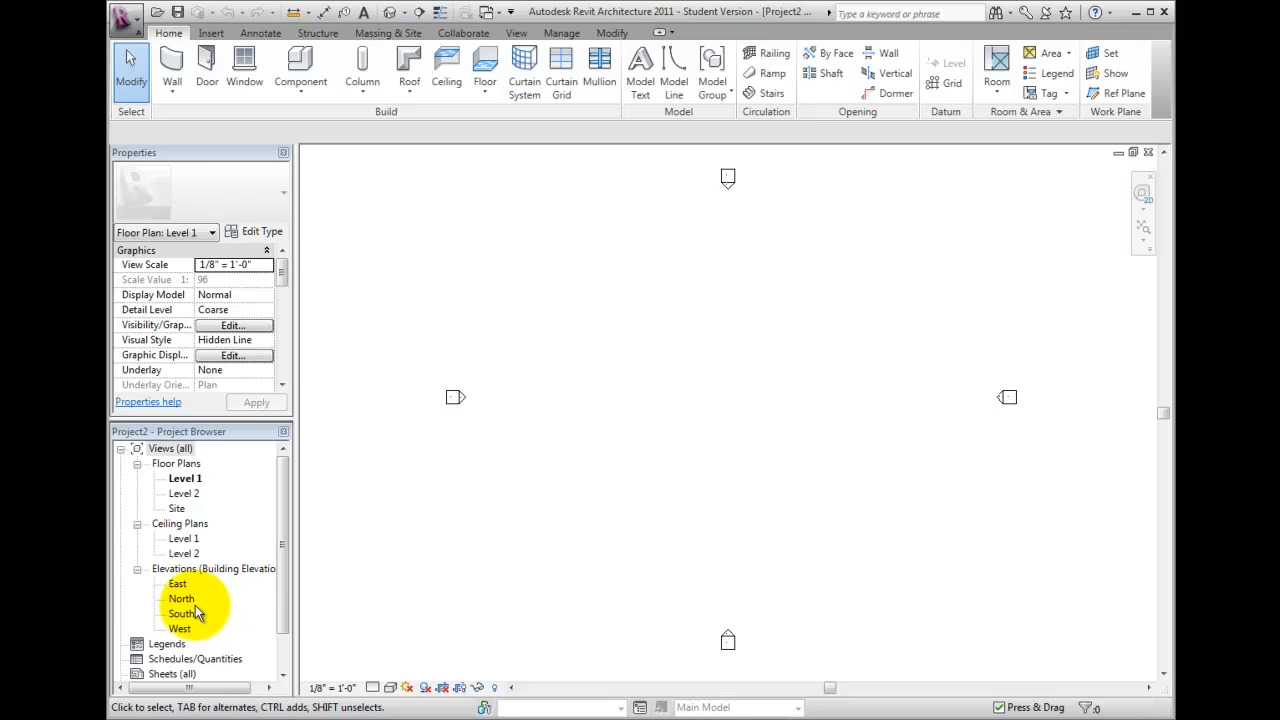 Autodesk Revit Architecture 2011 - Student Version - [Project2 ...
Type a keyword or phrase
Home Insert Annotate Structure Massing & Site Collaborate View Manage Modify
Modify Wall Door Window Component Column Roof Ceiling Floor Curtain System Curtain Grid Mullion Model Text Model Line Model Group
Railing By Face Wall Level Area Set
Ramp Shaft Vertical Grid Room Legend Show
Stairs Dormer Tag Ref Plane
Select Build Model Circulation Opening Datum Room & Area Work Plane
Properties
Floor Plan: Level 1 Edit Type
Graphics
View Scale 1/8" = 1'-0"
Scale Value 1: 96
Display Model Normal
Detail Level Coarse
Visibility/Grap... Edit...
Visual Style Hidden Line
Graphic Displ... Edit...
Underlay None
Underlay Orie... Plan
Properties help Apply
Project2 - Project Browser
Views (all)
Floor Plans
Level 1
Level 2
Site
Ceiling Plans
Level 1
Level 2
Elevations (Building Elevatio
East
North
South
West
Legends
Schedules/Quantities
Sheets (all)
2D
1/8" = 1'-0"
Click to select, TAB for alternates, CTRL adds, SHIFT unselects.
Main Model
Press & Drag
:0